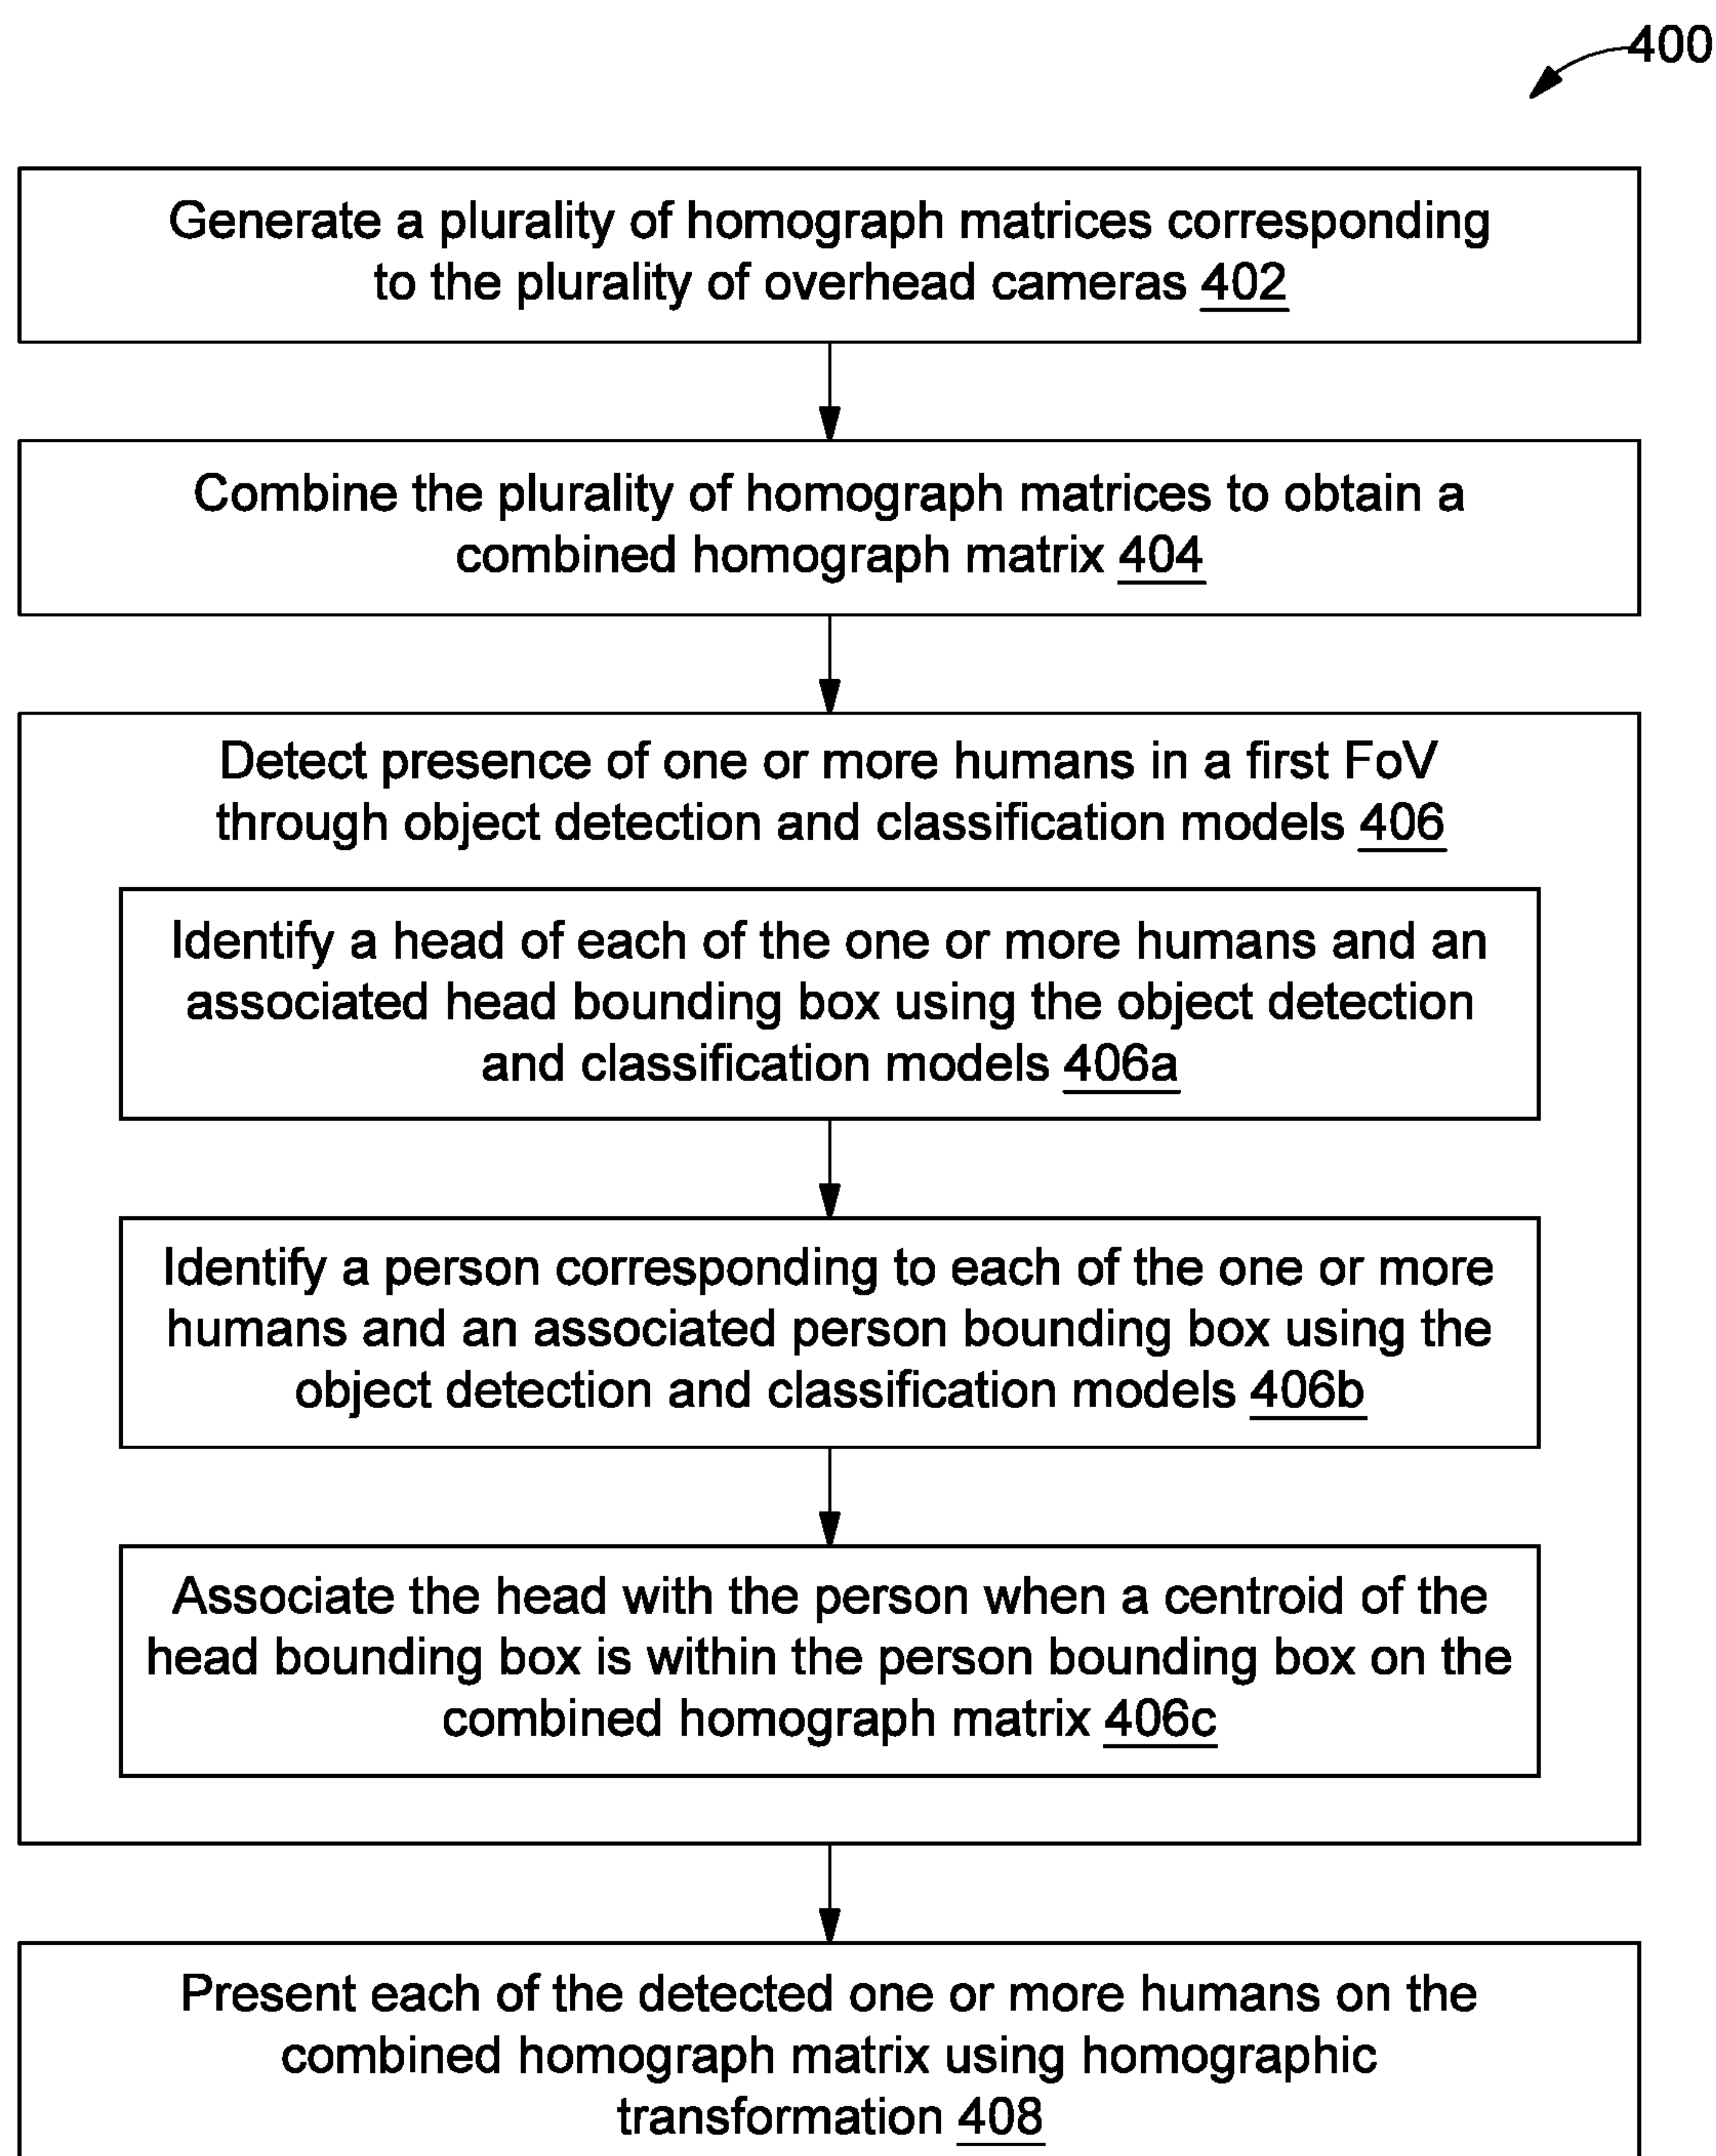 400
Generate a plurality of homograph matrices corresponding
to the plurality of overhead cameras 402
Combine the plurality of homograph matrices to obtain a
combined homograph matrix 404
Detect presence of one or more humans in a first FoV
through object detection and classification models 406
Identify a head of each of the one or more humans and an
associated head bounding box using the object detection
and classification models 406a
Identify a person corresponding to each of the one or more
humans and an associated person bounding box using the
object detection and classification models 406b
Associate the head with the person when a centroid of the
head bounding box is within the person bounding box on the
combined homograph matrix 406c
Present each of the detected one or more humans on the
combined homograph matrix using homographic
transformation 408